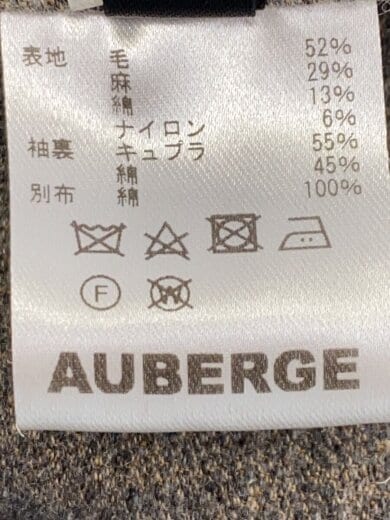 表地 毛 52%
麻 29%
綿 13%
ナイロン 6%
袖裏 キュプラ 55%
綿 45%
別布 綿 100%
F W
AUBERGE